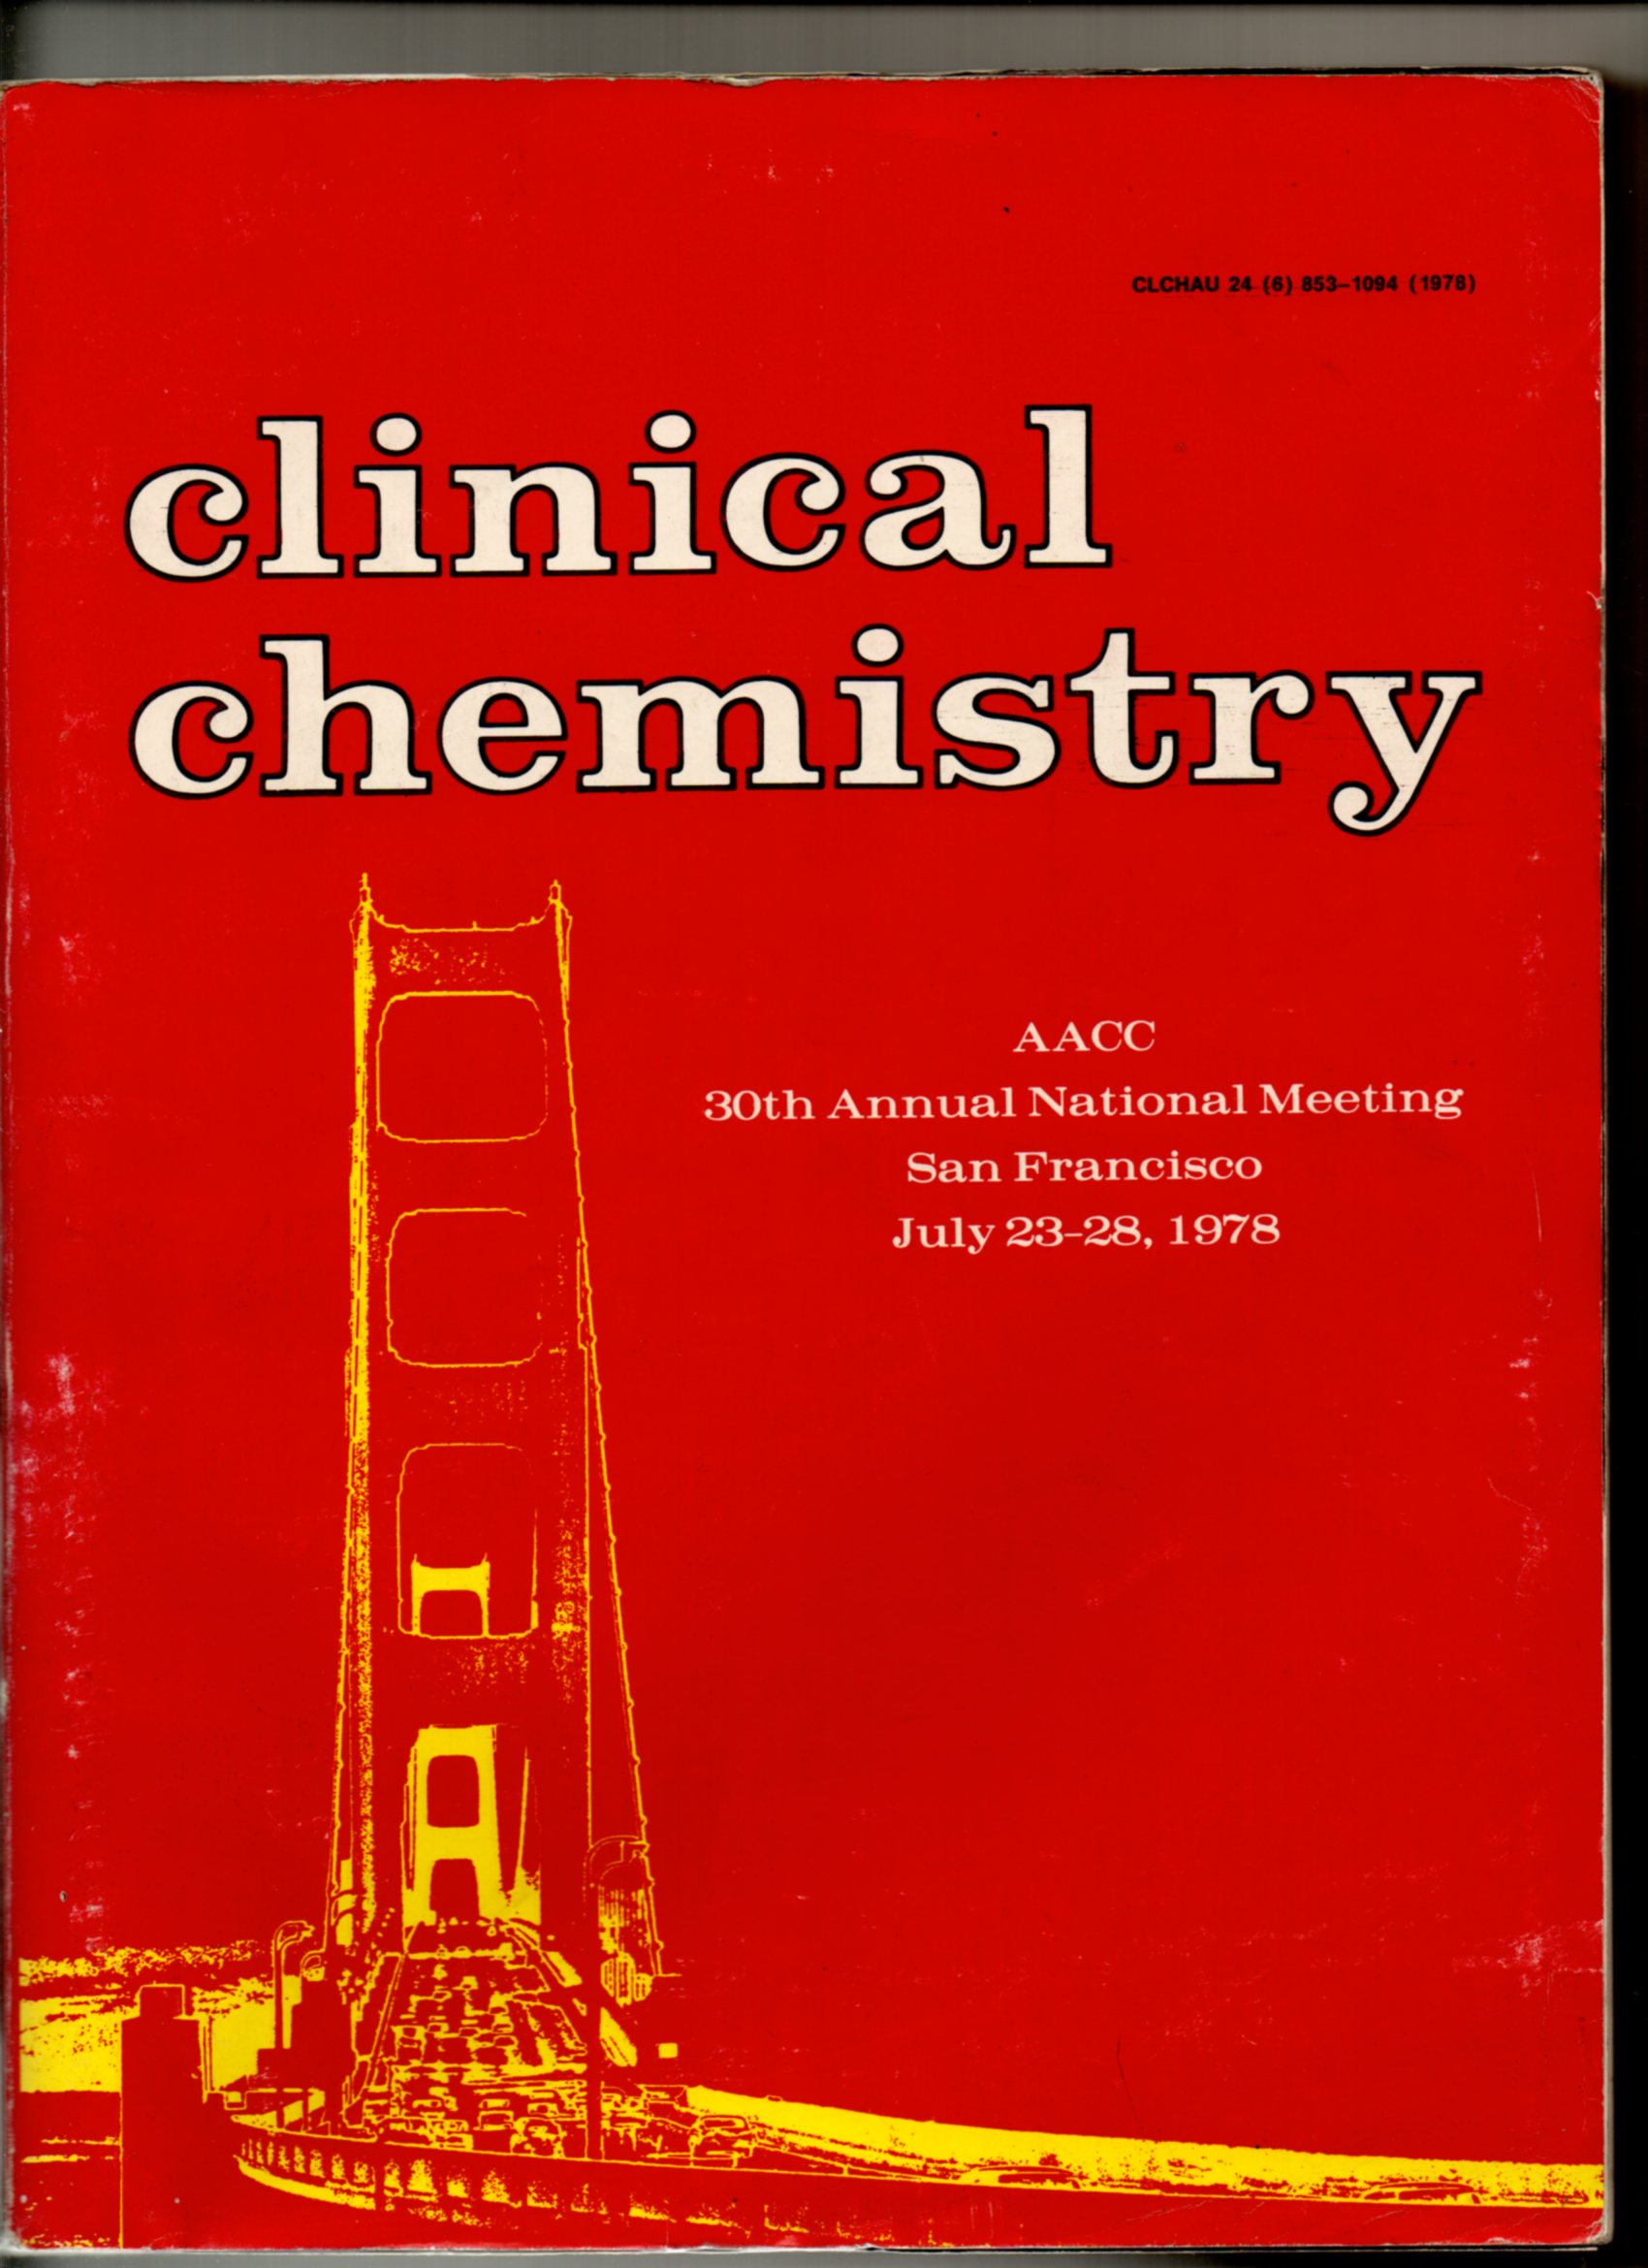 CLCHAU 24 (6) 853–1094 (1978)
clinical
chemistry
AACC
30th Annual National Meeting
San Francisco
July 23-28, 1978